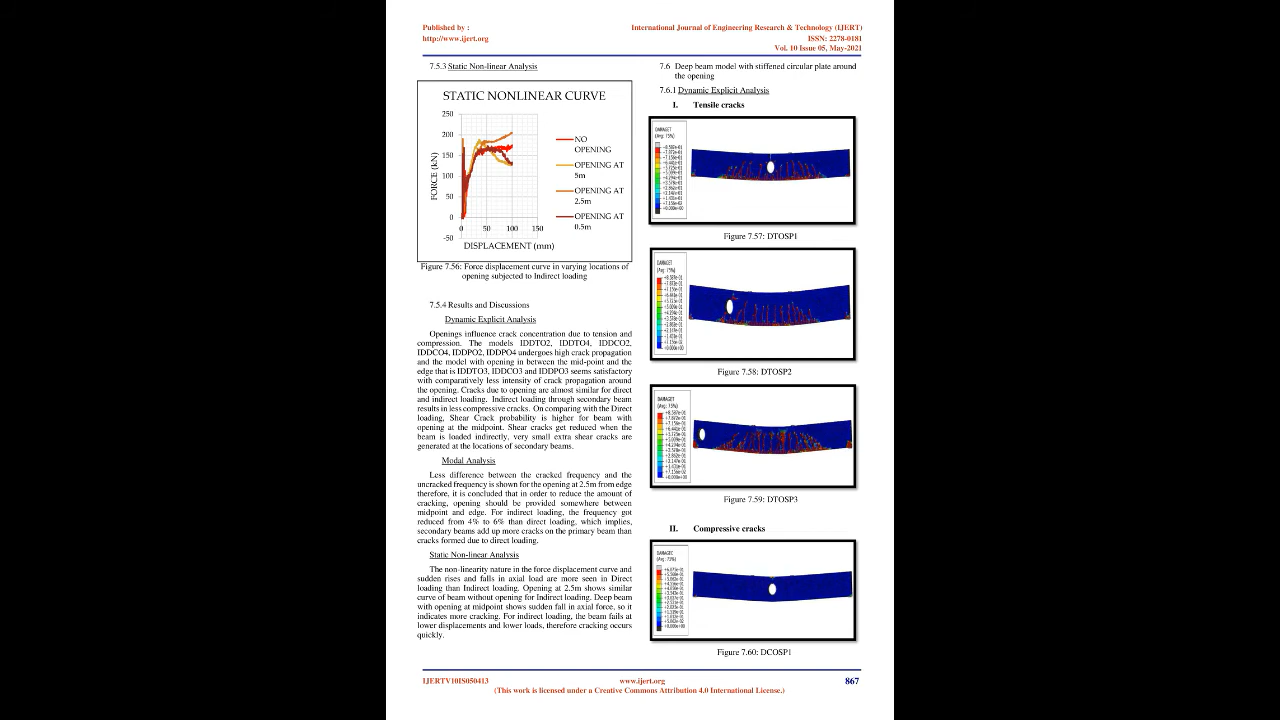 Published by :
http://www.ijert.org
International Journal of Engineering Research & Technology (IJERT)
ISSN: 2278-0181
Vol. 10 Issue 05, May-2021
7.5.3 Static Non-linear Analysis
STATIC NONLINEAR CURVE
250
200
150
100
50
0
-50
FORCE (kN)
0 50 100 150
DISPLACEMENT (mm)
NO
OPENING
OPENING AT
5m
OPENING AT
2.5m
OPENING AT
0.5m
Figure 7.56: Force displacement curve in varying locations of
opening subjected to Indirect loading
7.5.4 Results and Discussions
Dynamic Explicit Analysis
Openings influence crack concentration due to tension and
compression. The models IDDTO2, IDDTO4, IDDCO2,
IDDCO4, IDDPO2, IDDPO4 undergoes high crack propagation
and the model with opening in between the mid-point and the
edge that is IDDTO3, IDDCO3 and IDDPO3 seems satisfactory
with comparatively less intensity of crack propagation around
the opening. Cracks due to opening are almost similar for direct
and indirect loading. Indirect loading through secondary beam
results in less compressive cracks. On comparing with the Direct
loading, Shear Crack probability is higher for beam with
opening at the midpoint. Shear cracks get reduced when the
beam is loaded indirectly, very small extra shear cracks are
generated at the locations of secondary beams.
Modal Analysis
Less difference between the cracked frequency and the
uncracked frequency is shown for the opening at 2.5m from edge
therefore, it is concluded that in order to reduce the amount of
cracking, opening should be provided somewhere between
midpoint and edge. For indirect loading, the frequency got
reduced from 4% to 6% than direct loading, which implies,
secondary beams add up more cracks on the primary beam than
cracks formed due to direct loading.
Static Non-linear Analysis
The non-linearity nature in the force displacement curve and
sudden rises and falls in axial load are more seen in Direct
loading than Indirect loading. Opening at 2.5m shows similar
curve of beam without opening for Indirect loading. Deep beam
with opening at midpoint shows sudden fall in axial force, so it
indicates more cracking. For indirect loading, the beam fails at
lower displacements and lower loads, therefore cracking occurs
quickly.
7.6 Deep beam model with stiffened circular plate around
the opening
7.6.1 Dynamic Explicit Analysis
I. Tensile cracks
DAMAGET
(Avg: 75%)
Figure 7.57: DTOSP1
DAMAGET
(Avg: 75%)
Figure 7.58: DTOSP2
DAMAGET
(Avg: 75%)
Figure 7.59: DTOSP3
II. Compressive cracks
DAMAGEC
(Avg: 75%)
Figure 7.60: DCOSP1
IJERTV10IS050413
www.ijert.org
867
(This work is licensed under a Creative Commons Attribution 4.0 International License.)